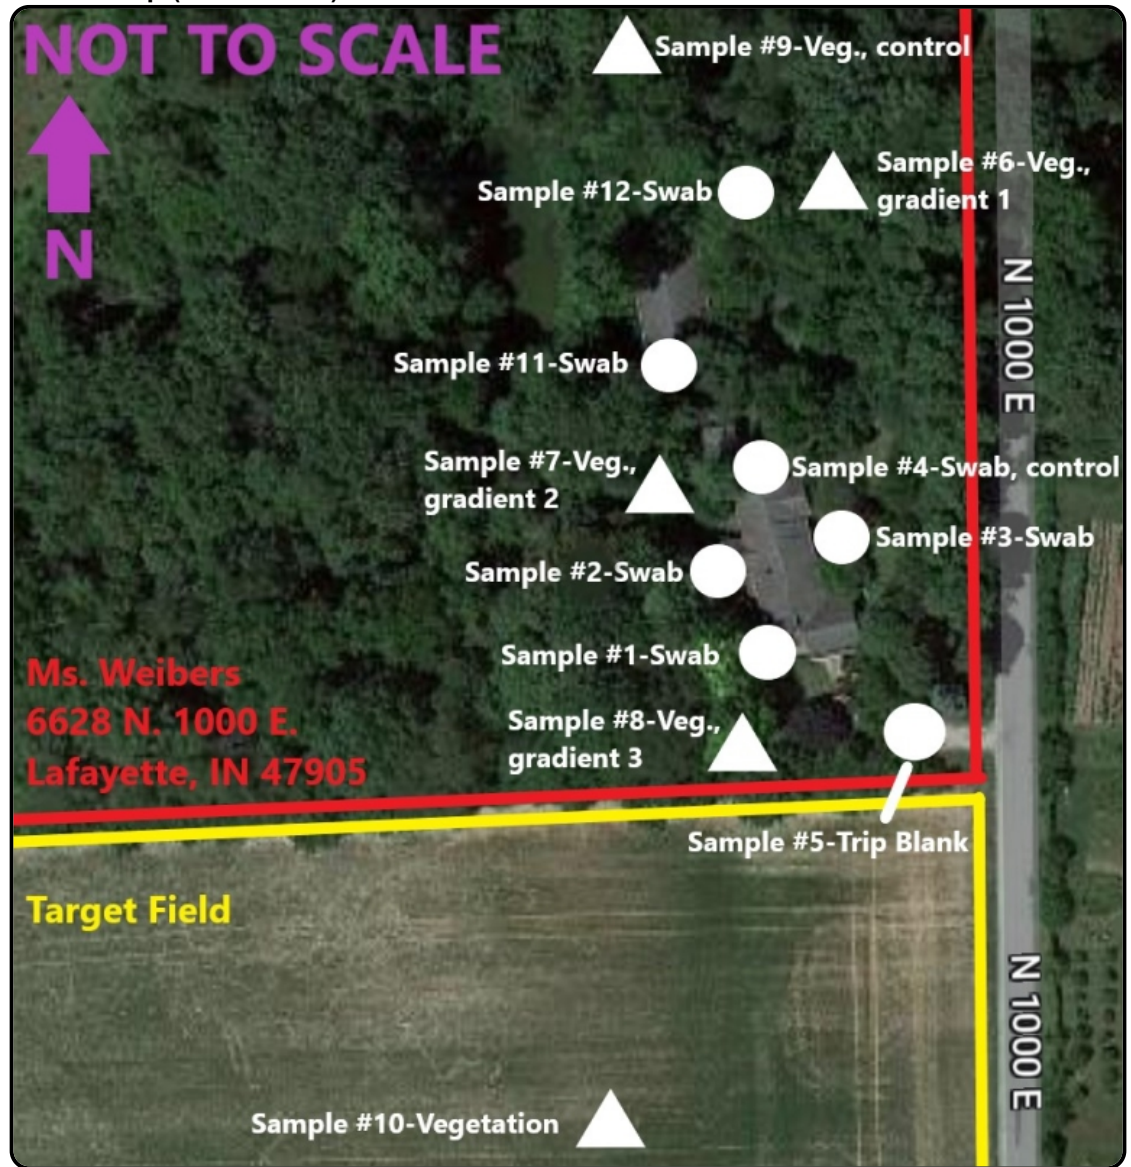 NOT TO SCALE
N
Sample #9-Veg., control
Sample #6-Veg.,
gradient 1
Sample #12-Swab
N 1000 E
Sample #11-Swab
Sample #7-Veg.,
gradient 2
Sample #4-Swab, control
Sample #3-Swab
Sample #2-Swab
Sample #1-Swab
Ms. Weibers
6628 N. 1000 E.
Lafayette, IN 47905
Sample #8-Veg.,
gradient 3
Sample #5-Trip Blank
Target Field
N 1000 E
Sample #10-Vegetation